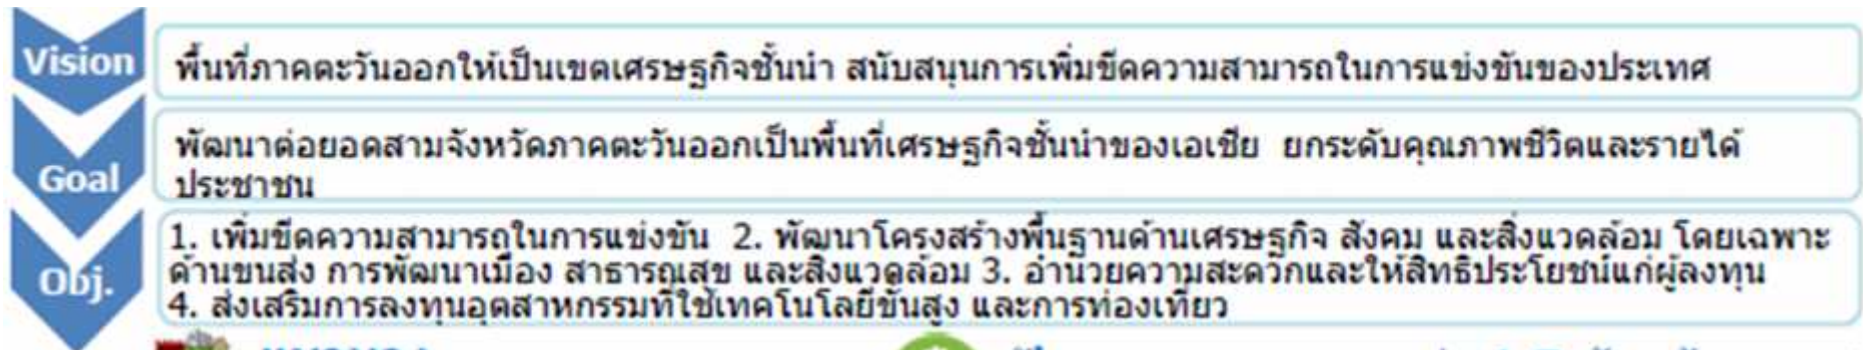 Vision
พื้นที่ภาคตะวันออกให้เป็นเขตเศรษฐกิจชั้นนำ สนับสนุนการเพิ่มขีดความสามารถในการแข่งขันของประเทศ
Goal
พัฒนาต่อยอดสามจังหวัดภาคตะวันออกเป็นพื้นที่เศรษฐกิจชั้นนำของเอเชีย ยกระดับคุณภาพชีวิตและรายได้
ประชาชน
Obj.
1. เพิ่มขีดความสามารถในการแข่งขัน 2. พัฒนาโครงสร้างพื้นฐานด้านเศรษฐกิจ สังคม และสิ่งแวดล้อม โดยเฉพาะ
ด้านขนส่ง การพัฒนาเมือง สาธารณสุข และสิ่งแวดล้อม 3. อำนวยความสะดวกและให้สิทธิประโยชน์แก่ผู้ลงทุน
4. ส่งเสริมการลงทุนอุตสาหกรรมที่ใช้เทคโนโลยีขั้นสูง และการท่องเที่ยว